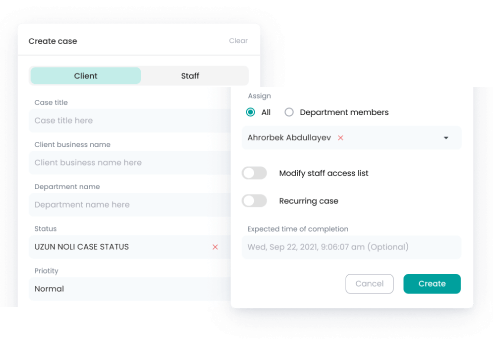 Create case
Clear
Client
Staff
Case title
Case title here
Client business name
Client business name here
Department name
Department name here
Status
UZUN NOLI CASE STATUS
Priotity
Normal
Assign
All
Department members
Ahrorbek Abdullayev
Modify staff access list
Recurring case
Expected time of completion
Wed, Sep 22, 2021, 9:06:07 am (Optional)
Cancel
Create